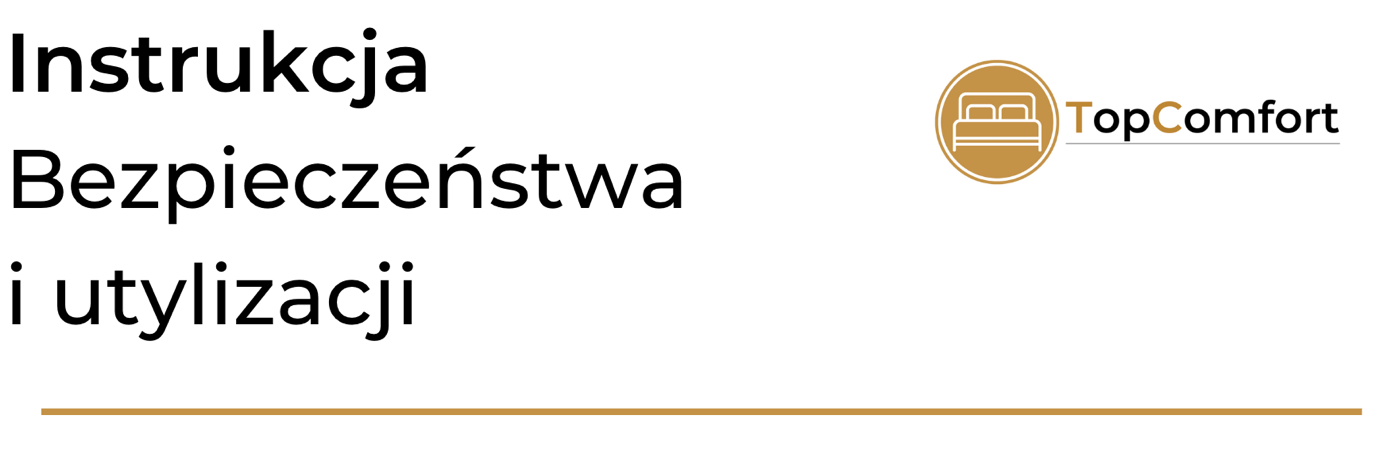 Instrukcja
TopComfort
Bezpieczeństwa
i utylizacji